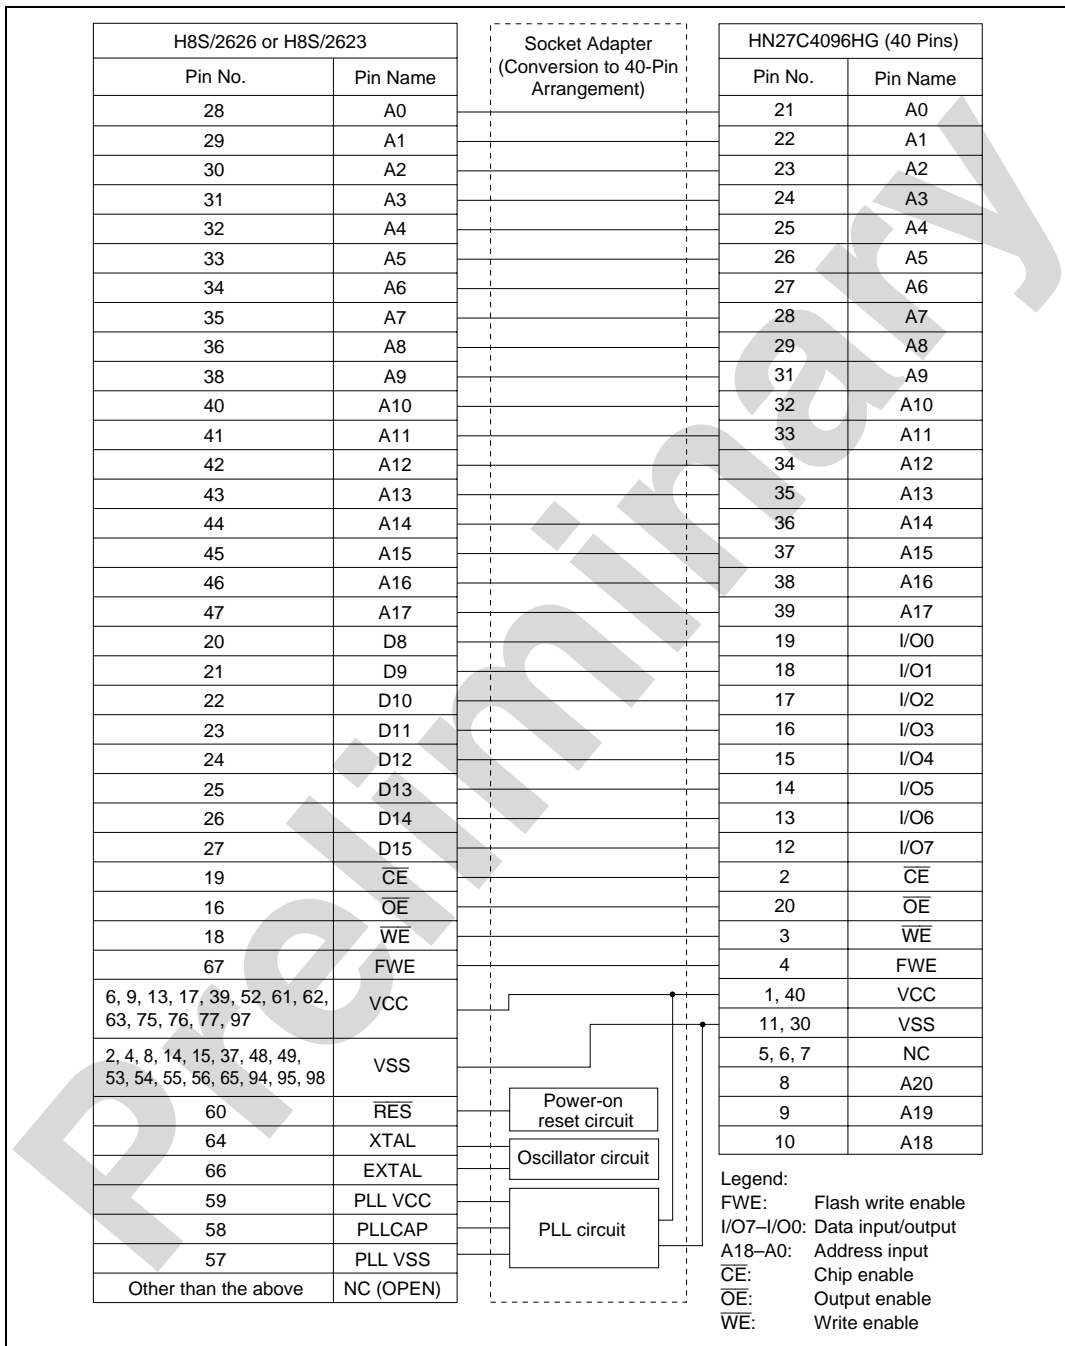 H8S/2626 or H8S/2623
Pin No. Pin Name
28 A0
29 A1
30 A2
31 A3
32 A4
33 A5
34 A6
35 A7
36 A8
38 A9
40 A10
41 A11
42 A12
43 A13
44 A14
45 A15
46 A16
47 A17
20 D8
21 D9
22 D10
23 D11
24 D12
25 D13
26 D14
27 D15
19 C̅E̅
16 O̅E̅
18 W̅E̅
67 FWE
6, 9, 13, 17, 39, 52, 61, 62, VCC
63, 75, 76, 77, 97
2, 4, 8, 14, 15, 37, 48, 49, VSS
53, 54, 55, 56, 65, 94, 95, 98
60 R̅E̅S̅
64 XTAL
66 EXTAL
59 PLL VCC
58 PLLCAP
57 PLL VSS
Other than the above NC (OPEN)
Socket Adapter
(Conversion to 40-Pin
Arrangement)
Power-on
reset circuit
Oscillator circuit
PLL circuit
HN27C4096HG (40 Pins)
Pin No. Pin Name
21 A0
22 A1
23 A2
24 A3
25 A4
26 A5
27 A6
28 A7
29 A8
31 A9
32 A10
33 A11
34 A12
35 A13
36 A14
37 A15
38 A16
39 A17
19 I/O0
18 I/O1
17 I/O2
16 I/O3
15 I/O4
14 I/O5
13 I/O6
12 I/O7
2 C̅E̅
20 O̅E̅
3 W̅E̅
4 FWE
1, 40 VCC
11, 30 VSS
5, 6, 7 NC
8 A20
9 A19
10 A18
Legend:
FWE: Flash write enable
I/O7–I/O0: Data input/output
A18–A0: Address input
C̅E̅: Chip enable
O̅E̅: Output enable
W̅E̅: Write enable
Preliminary